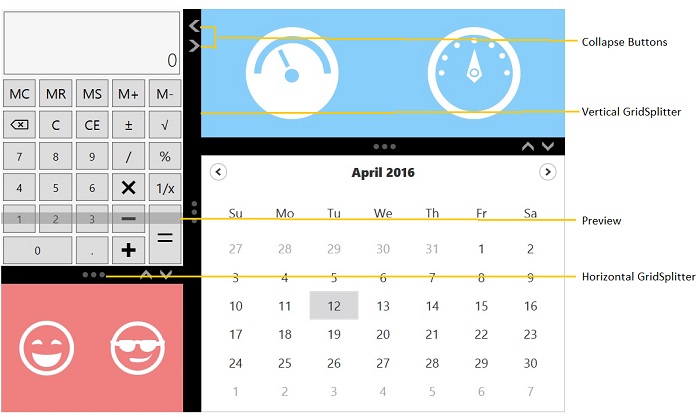 0
MC MR MS M+ M-
C CE ± √
7 8 9 / %
4 5 6 × 1/x
1 2 3 − =
0 . +
April 2016
Su Mo Tu We Th Fr Sa
27 28 29 30 31 1 2
3 4 5 6 7 8 9
10 11 12 13 14 15 16
17 18 19 20 21 22 23
24 25 26 27 28 29 30
1 2 3 4 5 6 7
Collapse Buttons
Vertical GridSplitter
Preview
Horizontal GridSplitter